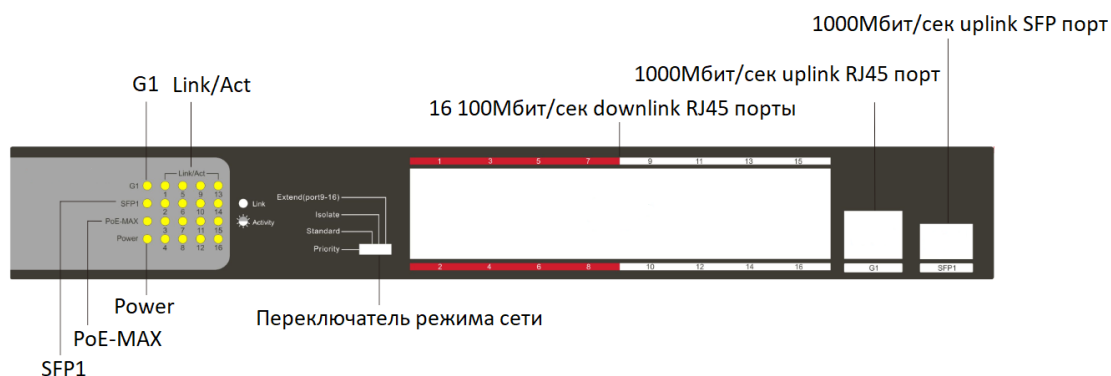 1000Мбит/сек uplink SFP порт
1000Мбит/сек uplink RJ45 порт
G1 Link/Act
16 100Мбит/сек downlink RJ45 порты
1 3 5 7 9 11 13 15
Link/Act
G1
1 5 9 13
SFP1
2 6 10 14
PoE-MAX
3 7 11 15
Power
4 8 12 16
Link
Activity
Extend(port9-16)
Isolate
Standard
Priority
2 4 6 8 10 12 14 16
G1
SFP1
Power
Переключатель режима сети
PoE-MAX
SFP1